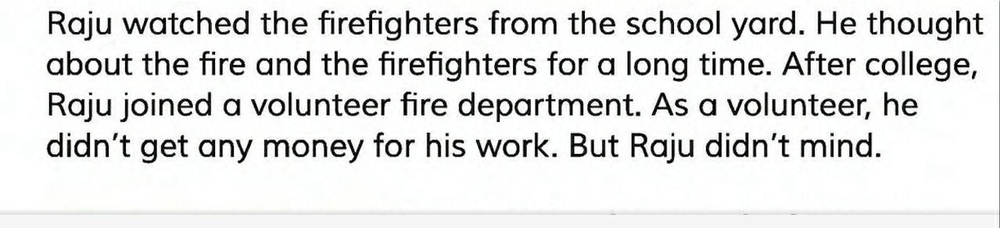 Raju watched the firefighters from the school yard. He thought
about the fire and the firefighters for a long time. After college,
Raju joined a volunteer fire department. As a volunteer, he
didn’t get any money for his work. But Raju didn’t mind.